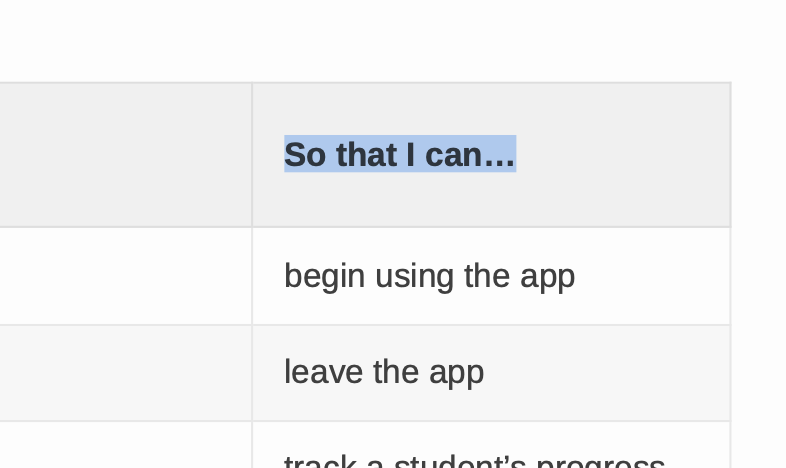 So that I can…
begin using the app
leave the app
track a student’s progress